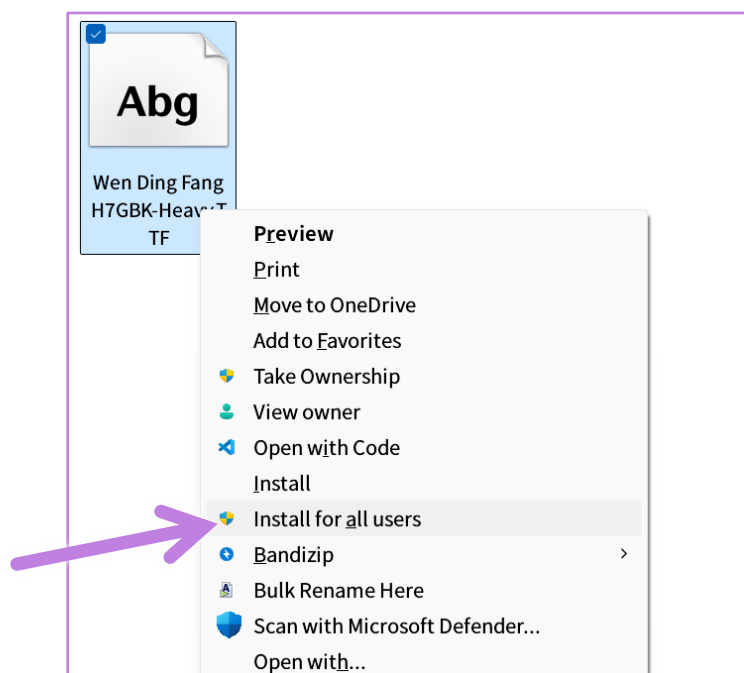 Abg
Wen Ding Fang
H7GBK-Heavy.T
TF
Preview
Print
Move to OneDrive
Add to Favorites
Take Ownership
View owner
Open with Code
Install
Install for all users
Bandizip
Bulk Rename Here
Scan with Microsoft Defender...
Open with...